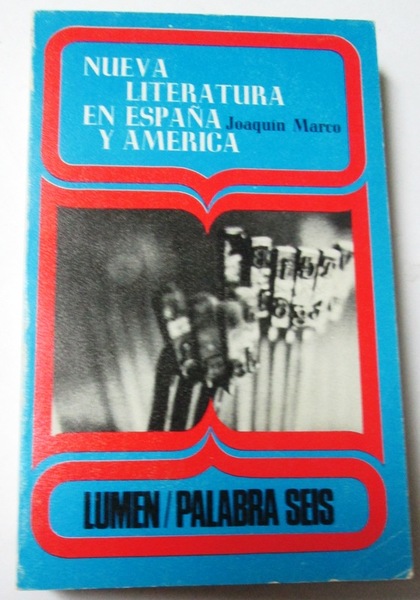 NUEVA
LITERATURA
EN ESPAÑA
Joaquín Marco
Y AMERICA
LUMEN/PALABRA SEIS